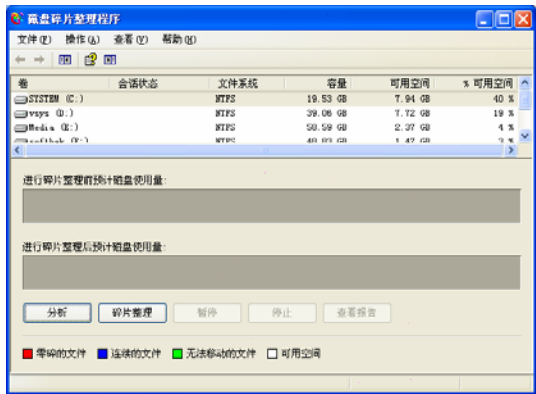 磁盘碎片整理程序
文件(F) 操作(A) 查看(V) 帮助(H)
卷 会话状态 文件系统 容量 可用空间 % 可用空间
SYSTEM (C:) NTFS 19.53 GB 7.94 GB 40 %
vsys (D:) NTFS 39.06 GB 7.72 GB 19 %
Media (E:) NTFS 50.59 GB 2.37 GB 4 %
NTFS 1.47 GB 3 %
进行碎片整理前预计磁盘使用量:
进行碎片整理后预计磁盘使用量:
分析 碎片整理 暂停 停止 查看报告
零碎的文件 连续的文件 无法移动的文件 可用空间